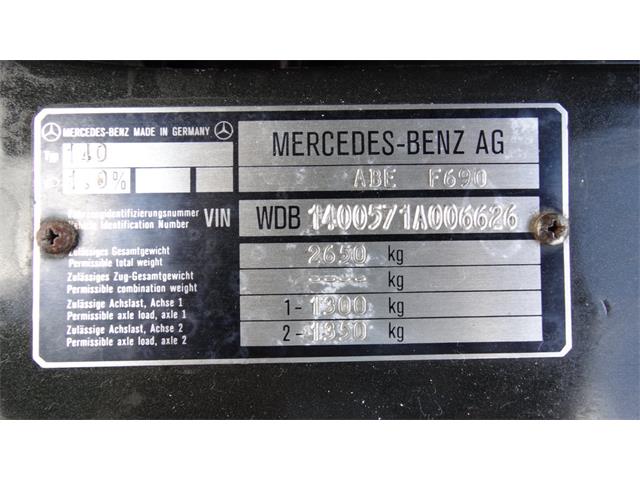 MERCEDES-BENZ MADE IN GERMANY
MERCEDES-BENZ AG
Typ 140
ABE F690
%
Fahrzeugidentifizierungsnummer
Vehicle Identification Number VIN WDB 1400571A006626
Zulässiges Gesamtgewicht
Permissible total weight 2650 kg
Zulässiges Zug-Gesamtgewicht
Permissible combination weight kg
Zulässige Achslast, Achse 1
Permissible axle load, axle 1 1- 1300 kg
Zulässige Achslast, Achse 2
Permissible axle load, axle 2 2- 1350 kg